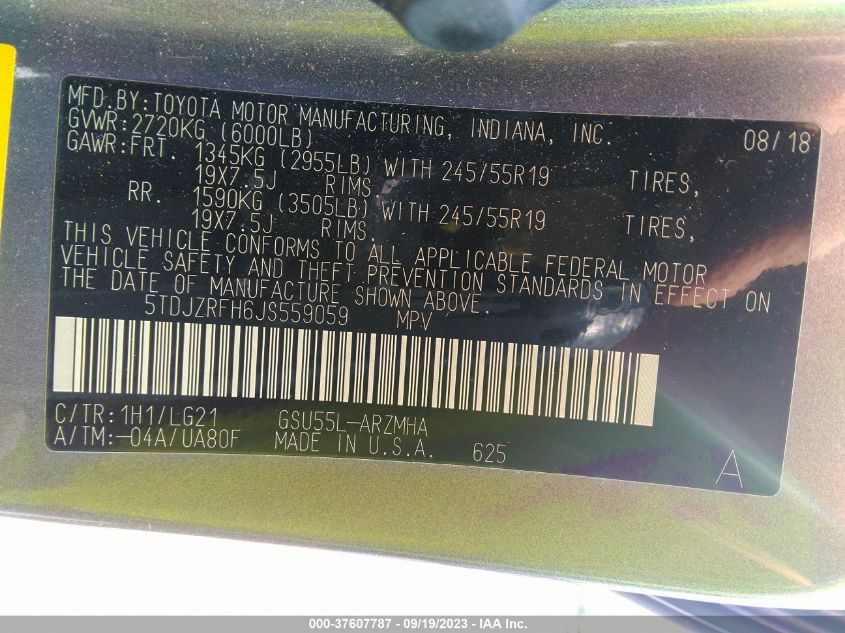 MFD.BY:TOYOTA MOTOR MANUFACTURING, INDIANA, INC. 08/18
GVWR:2720KG (6000LB)
GAWR:FRT. 1345KG (2955LB) WITH 245/55R19 TIRES,
19X7.5J RIMS
RR. 1590KG (3505LB) WITH 245/55R19 TIRES,
19X7.5J RIMS.
THIS VEHICLE CONFORMS TO ALL APPLICABLE FEDERAL MOTOR
VEHICLE SAFETY AND THEFT PREVENTION STANDARDS IN EFFECT ON
THE DATE OF MANUFACTURE SHOWN ABOVE.
5TDJZRFH6JS559059 MPV
C/TR:1H1/LG21 GSU55L-ARZMHA
A/TM:-04A/UA80F MADE IN U.S.A. 625
A
000-37607787 - 09/19/2023 - IAA Inc.